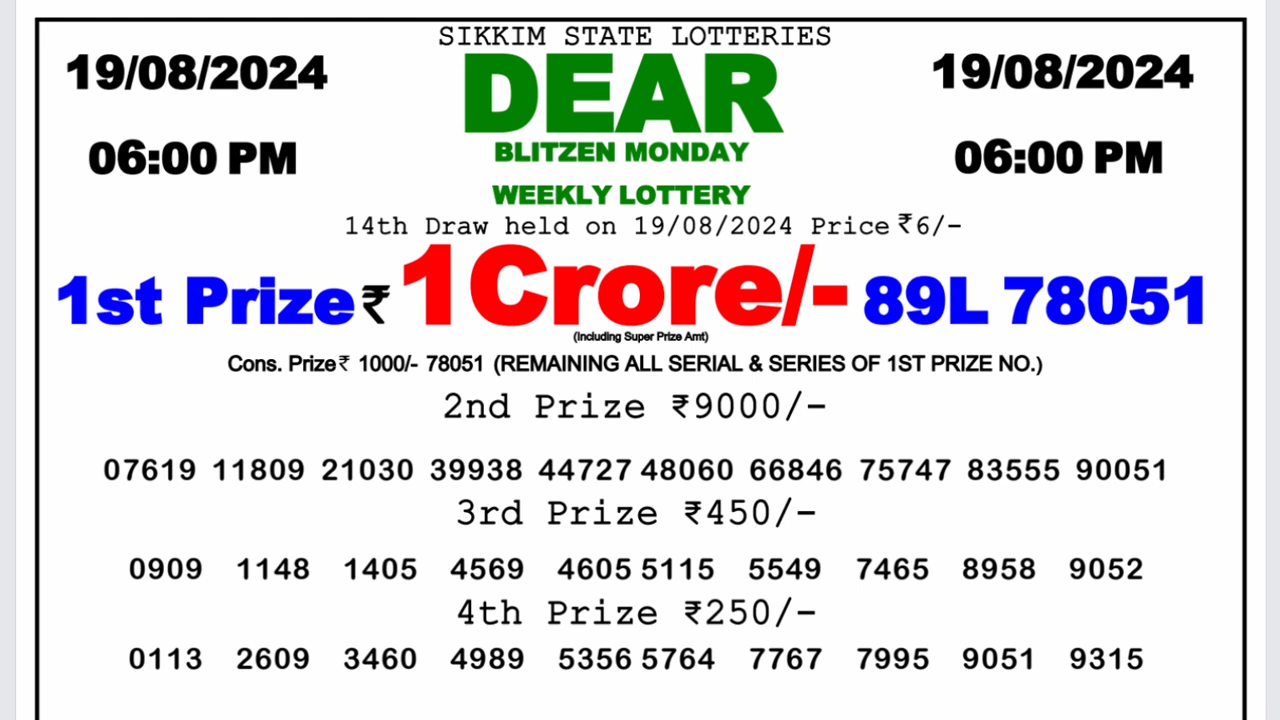 SIKKIM STATE LOTTERIES
19/08/2024 DEAR 19/08/2024
06:00 PM BLITZEN MONDAY 06:00 PM
WEEKLY LOTTERY
14th Draw held on 19/08/2024 Price ₹6/-
1st Prize ₹ 1Crore/- 89L 78051
(Including Super Prize Amt)
Cons. Prize ₹ 1000/- 78051 (REMAINING ALL SERIAL & SERIES OF 1ST PRIZE NO.)
2nd Prize ₹9000/-
07619 11809 21030 39938 44727 48060 66846 75747 83555 90051
3rd Prize ₹450/-
0909 1148 1405 4569 4605 5115 5549 7465 8958 9052
4th Prize ₹250/-
0113 2609 3460 4989 5356 5764 7767 7995 9051 9315